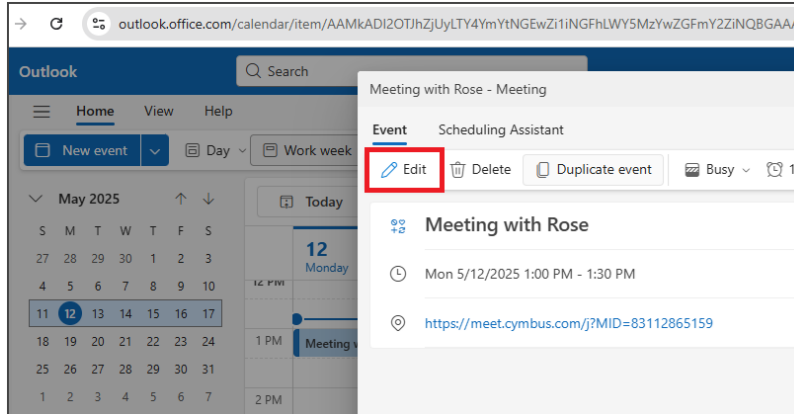 outlook.office.com/calendar/item/AAMkADI2OTJhZjUyLTY4YmYtNGEwZi1iNGFhLWY5MzYwZGFmY2ZiNQBGAAA
Outlook
Search
Home View Help
New event Day Work week
May 2025
S M T W T F S
27 28 29 30 1 2 3
4 5 6 7 8 9 10
11 12 13 14 15 16 17
18 19 20 21 22 23 24
25 26 27 28 29 30 31
1 2 3 4 5 6 7
Today
12
Monday
12 PM
1 PM Meeting
2 PM
Meeting with Rose - Meeting
Event Scheduling Assistant
Edit Delete Duplicate event Busy 1
Meeting with Rose
Mon 5/12/2025 1:00 PM - 1:30 PM
https://meet.cymbus.com/j?MID=83112865159